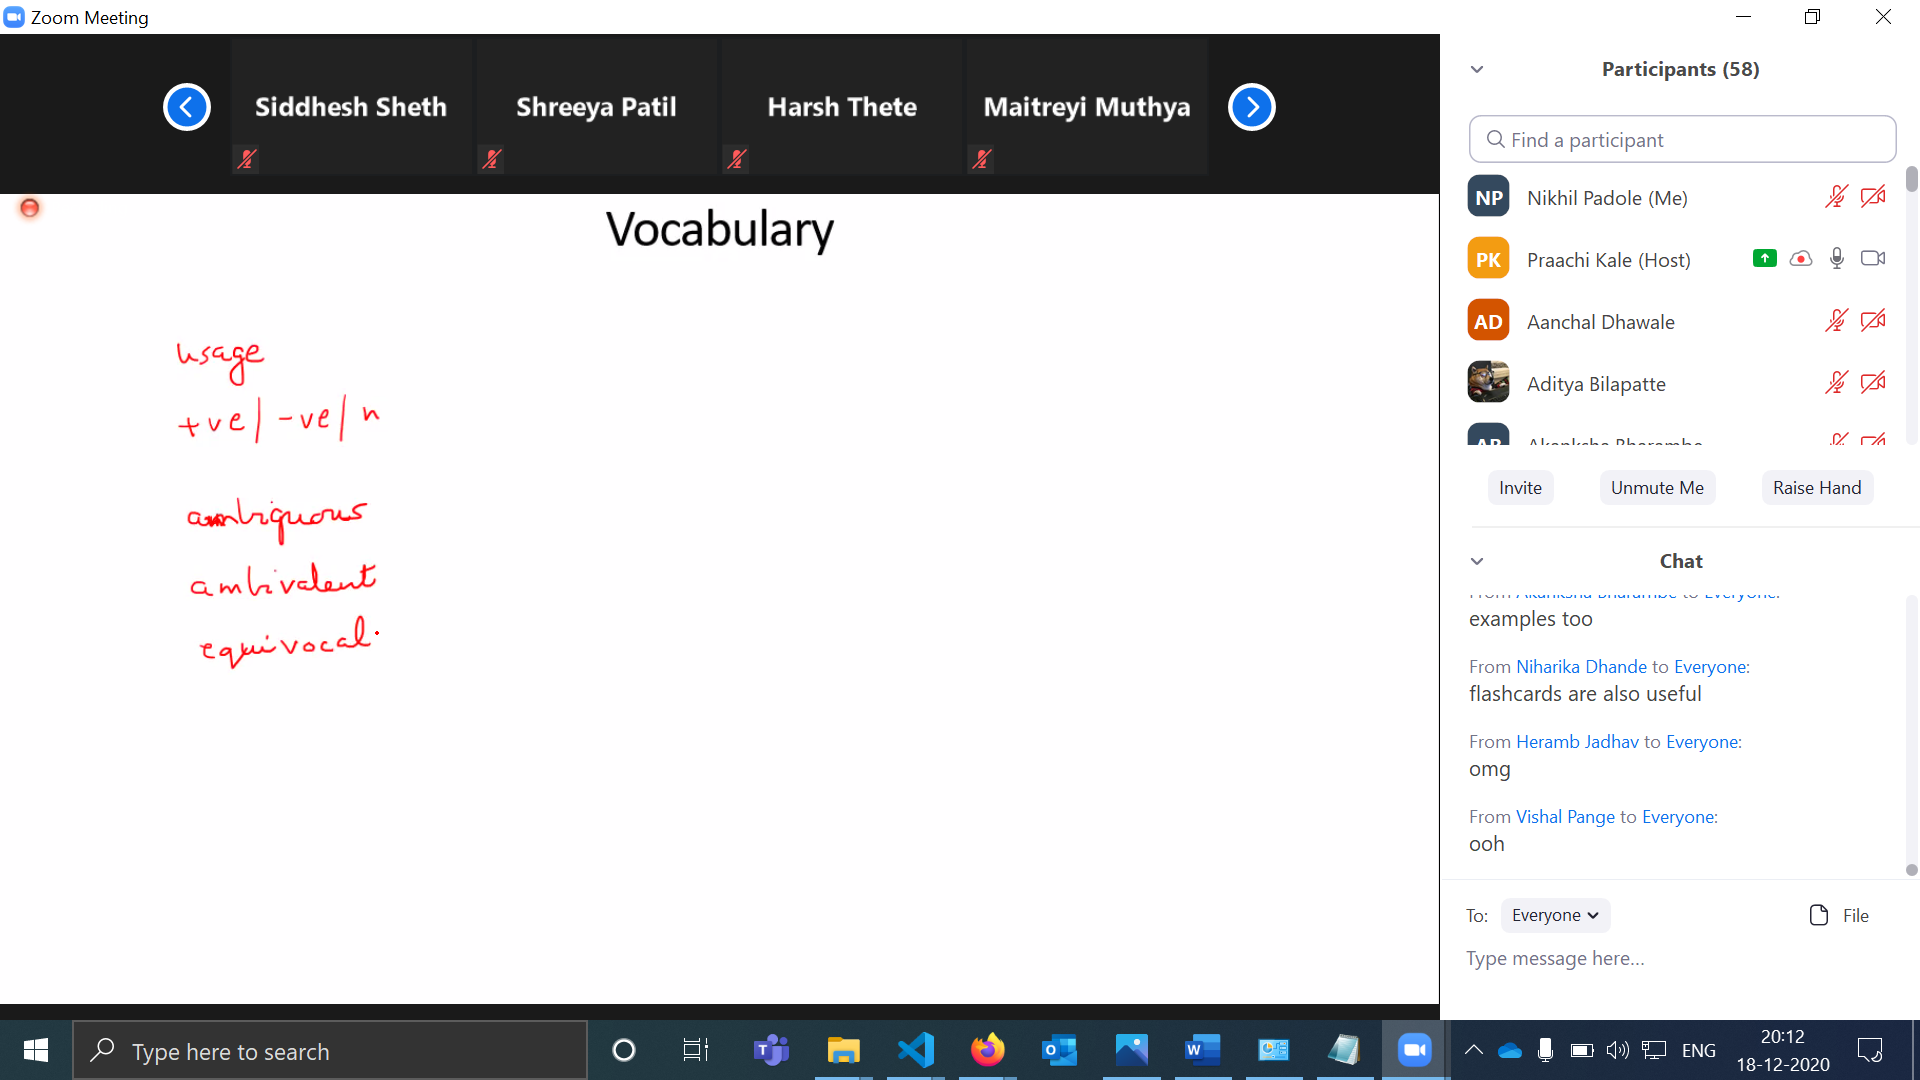 Zoom Meeting
Siddhesh Sheth
Shreeya Patil
Harsh Thete
Maitreyi Muthya
Vocabulary
usage
+ve/ -ve/ n
ambiguous
ambivalent
equivocal
Participants (58)
Find a participant
NP Nikhil Padole (Me)
PK Praachi Kale (Host)
AD Aanchal Dhawale
Aditya Bilapatte
Invite Unmute Me Raise Hand
Chat
examples too
From Niharika Dhande to Everyone:
flashcards are also useful
From Heramb Jadhav to Everyone:
omg
From Vishal Pange to Everyone:
ooh
To: Everyone File
Type message here...
Type here to search
ENG
20:12
18-12-2020